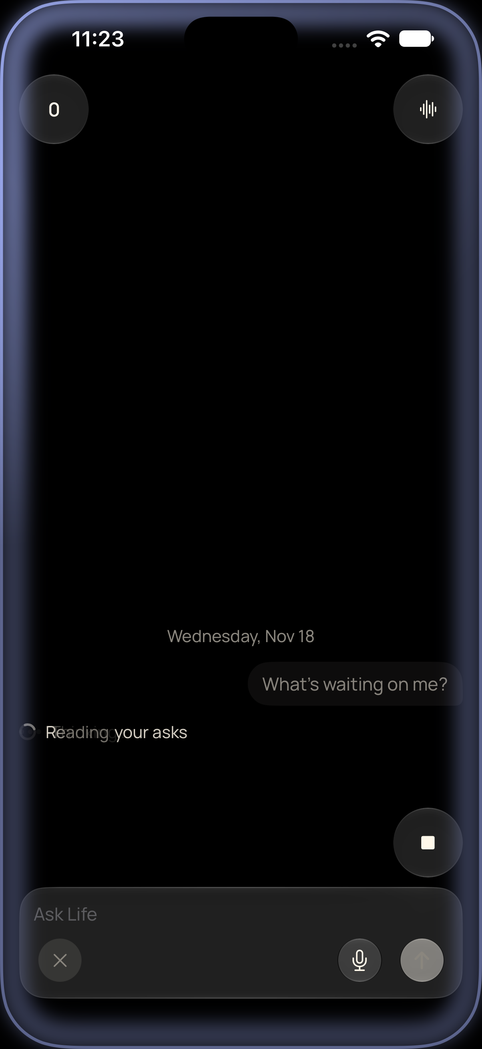 11:23
0
Wednesday, Nov 18
What's waiting on me?
Reading your asks
Ask Life